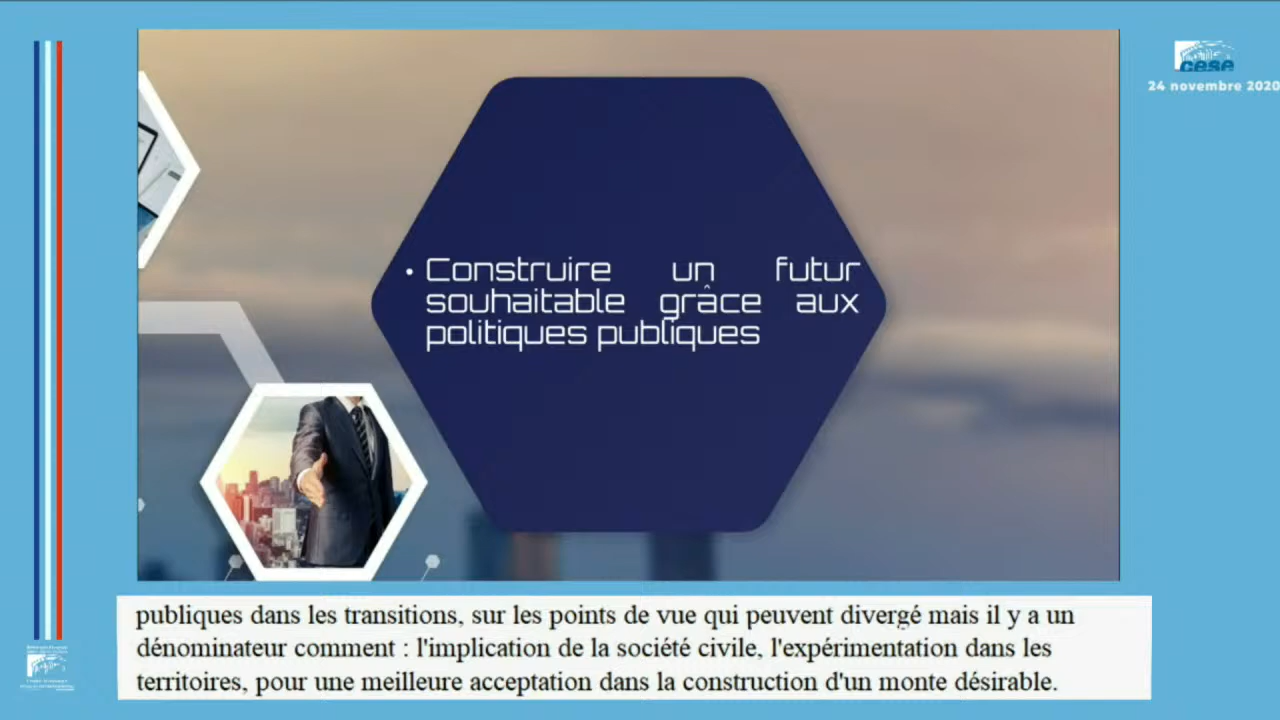 cese
24 novembre 2020
• Construire un futur
souhaitable grâce aux
politiques publiques
publiques dans les transitions, sur les points de vue qui peuvent divergé mais il y a un
dénominateur comment : l'implication de la société civile, l'expérimentation dans les
territoires, pour une meilleure acceptation dans la consruction d'un monte désirable.